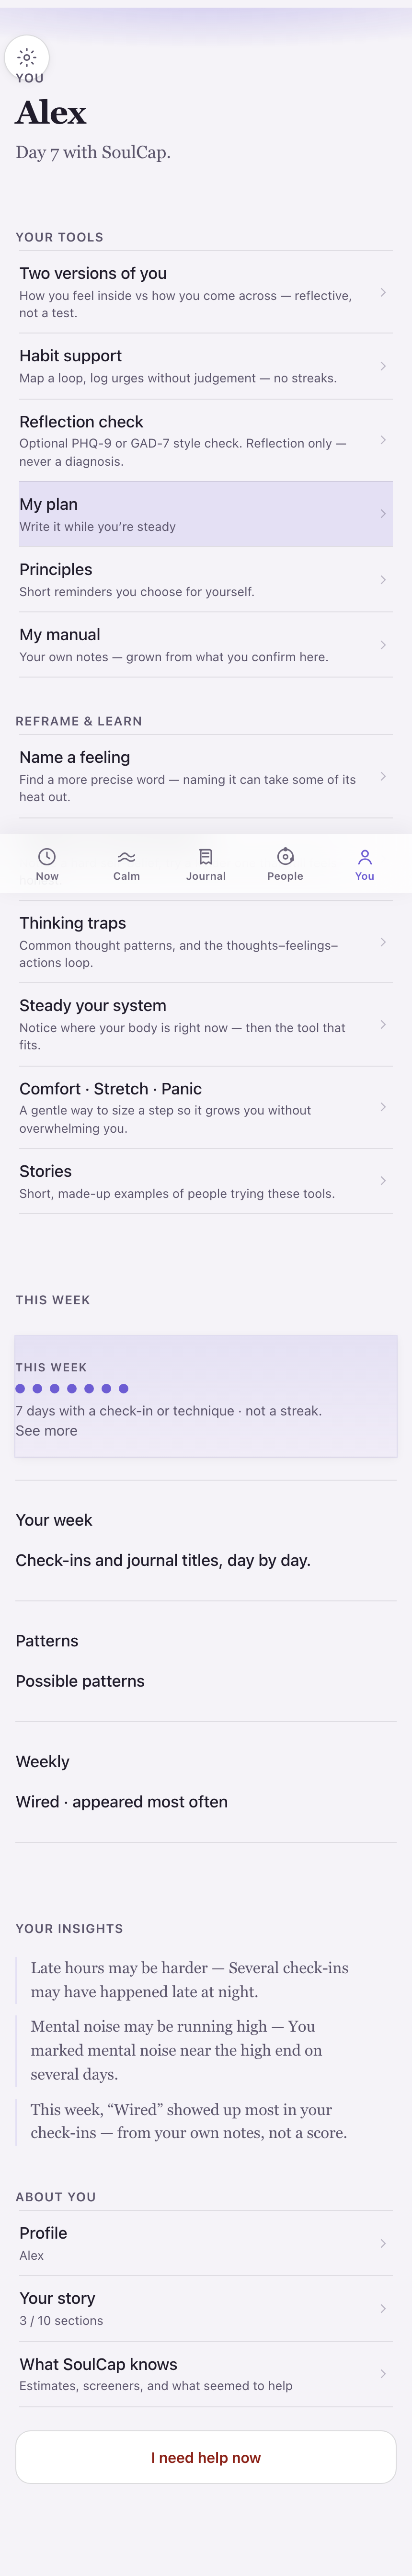 YOU
Alex
Day 7 with SoulCap.
YOUR TOOLS
Two versions of you
How you feel inside vs how you come across — reflective,
not a test.
Habit support
Map a loop, log urges without judgement — no streaks.
Reflection check
Optional PHQ-9 or GAD-7 style check. Reflection only —
never a diagnosis.
My plan
Write it while you’re steady
Principles
Short reminders you choose for yourself.
My manual
Your own notes — grown from what you confirm here.
REFRAME & LEARN
Name a feeling
Find a more precise word — naming it can take some of its
heat out.
Now
Calm
Journal
People
You
Thinking traps
Common thought patterns, and the thoughts–feelings–
actions loop.
Steady your system
Notice where your body is right now — then the tool that
fits.
Comfort · Stretch · Panic
A gentle way to size a step so it grows you without
overwhelming you.
Stories
Short, made-up examples of people trying these tools.
THIS WEEK
THIS WEEK
7 days with a check-in or technique · not a streak.
See more
Your week
Check-ins and journal titles, day by day.
Patterns
Possible patterns
Weekly
Wired · appeared most often
YOUR INSIGHTS
Late hours may be harder — Several check-ins
may have happened late at night.
Mental noise may be running high — You
marked mental noise near the high end on
several days.
This week, “Wired” showed up most in your
check-ins — from your own notes, not a score.
ABOUT YOU
Profile
Alex
Your story
3 / 10 sections
What SoulCap knows
Estimates, screeners, and what seemed to help
I need help now